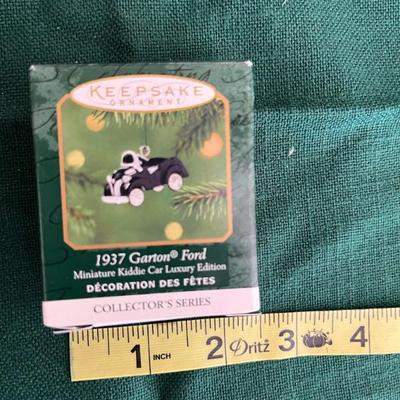 KEEPSAKE
ORNAMENT
1937 Garton® Ford
Miniature Kiddie Car Luxury Edition
DÉCORATION DES FÊTES
COLLECTOR'S SERIES
1 INCH 2 Dritz 3 4